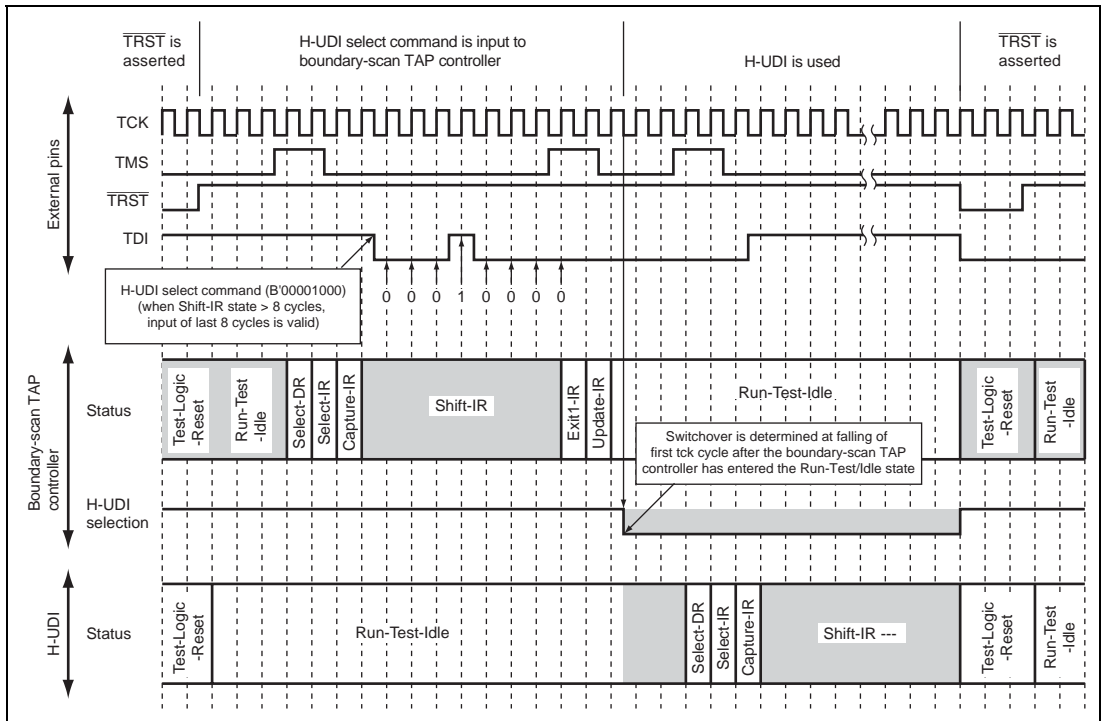 TRST is
asserted
H-UDI select command is input to
boundary-scan TAP controller
H-UDI is used
TRST is
asserted
External pins
TCK
TMS
TRST
TDI
H-UDI select command (B'00001000)
(when Shift-IR state > 8 cycles,
input of last 8 cycles is valid)
0 0 0 1 0 0 0 0
Boundary-scan TAP
controller
Status
Test-Logic
-Reset
Run-Test
-Idle
Select-DR
Select-IR
Capture-IR
Shift-IR
Exit1-IR
Update-IR
Run-Test-Idle
Test-Logic
-Reset
Run-Test
-Idle
Switchover is determined at falling of
first tck cycle after the boundary-scan TAP
controller has entered the Run-Test/Idle state
H-UDI
selection
H-UDI
Status
Test-Logic
-Reset
Run-Test-Idle
Select-DR
Select-IR
Capture-IR
Shift-IR ---
Test-Logic
-Reset
Run-Test
-Idle